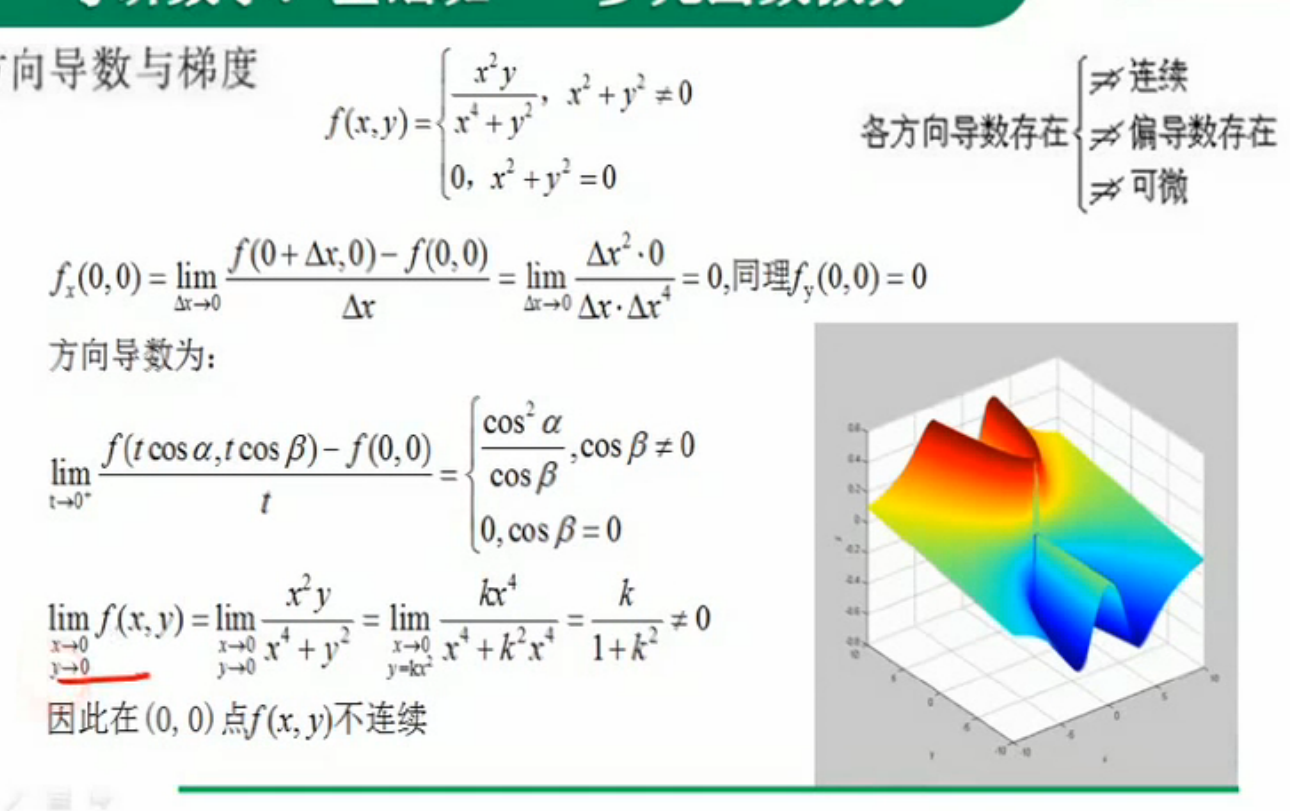 向导数与梯度
f(x,y)={ x²y/(x⁴+y²), x²+y²≠0
0, x²+y²=0
各方向导数存在{ ⇏连续
⇏偏导数存在
⇏可微
fₓ(0,0)=lim_{Δx→0} (f(0+Δx,0)−f(0,0))/Δx = lim_{Δx→0} (Δx²·0)/(Δx·Δx⁴) = 0,同理f_y(0,0)=0
方向导数为:
lim_{t→0⁺} (f(t cos α,t cos β)−f(0,0))/t = { cos²α/cos β, cos β≠0
0, cos β=0
lim_{x→0 y→0} f(x,y) = lim_{x→0 y→0} x²y/(x⁴+y²) = lim_{x→0 y=kx²} kx⁴/(x⁴+k²x⁴) = k/(1+k²) ≠ 0
因此在(0,0)点f(x,y)不连续